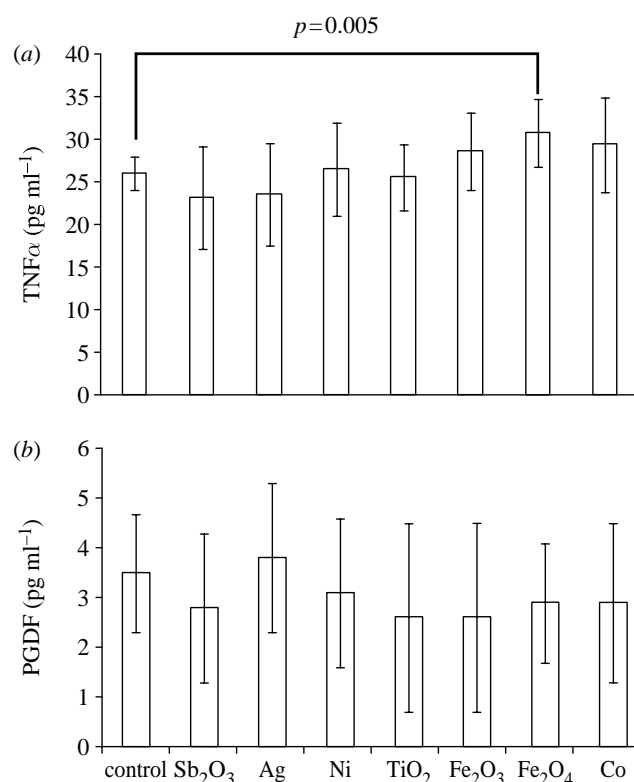 p=0.005
(a)
40
35
30
25
20
15
10
5
0
TNFα (pg ml⁻¹)
(b)
6
5
4
3
2
1
0
PGDF (pg ml⁻¹)
control Sb₂O₃ Ag Ni TiO₂ Fe₂O₃ Fe₂O₄ Co